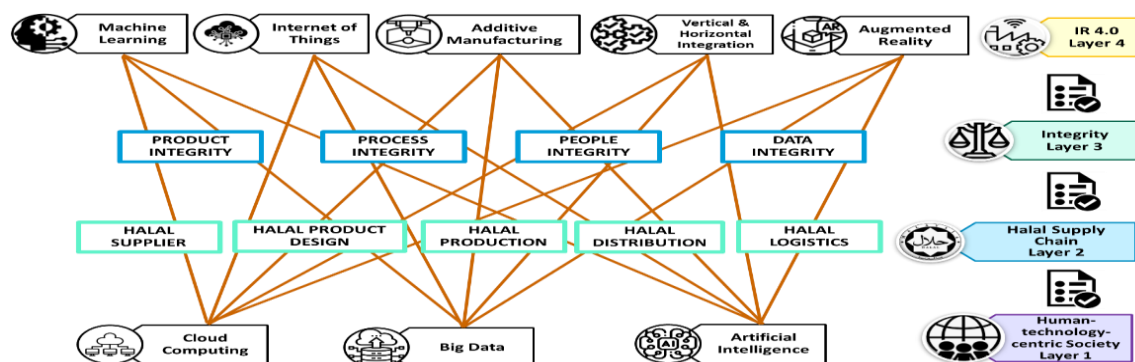 Machine
Learning
Internet of
Things
Additive
Manufacturing
Vertical &
Horizontal
Integration
AR
Augmented
Reality
IR 4.0
Layer 4
PRODUCT
INTEGRITY
PROCESS
INTEGRITY
PEOPLE
INTEGRITY
DATA
INTEGRITY
Integrity
Layer 3
HALAL
SUPPLIER
HALAL PRODUCT
DESIGN
HALAL
PRODUCTION
HALAL
DISTRIBUTION
HALAL
LOGISTICS
حلال
Halal Supply
Chain
Layer 2
Cloud
Computing
Big Data
AI
Artificial
Intelligence
Human-
technology-
centric Society
Layer 1